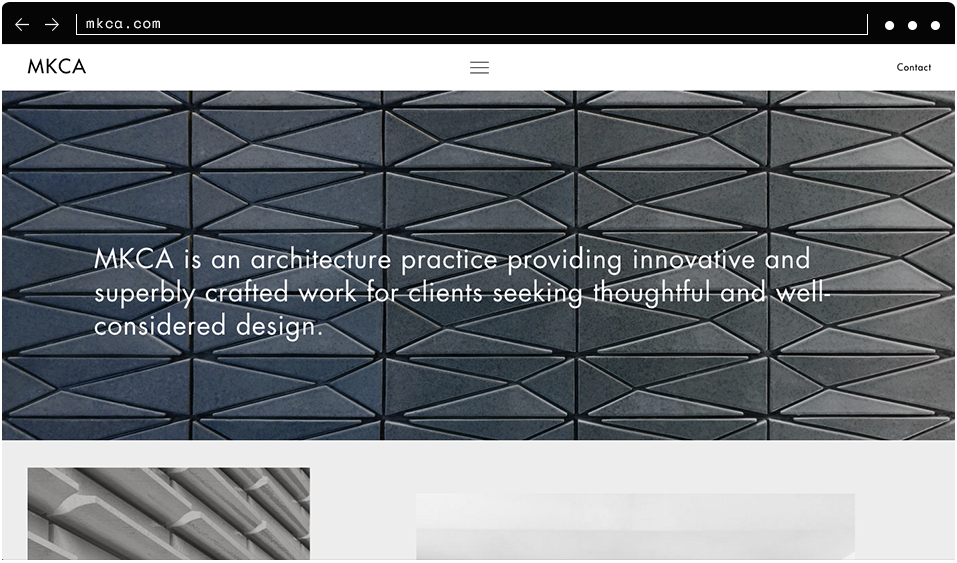 mkca.com
MKCA
Contact
MKCA is an architecture practice providing innovative and
superbly crafted work for clients seeking thoughtful and well-
considered design.